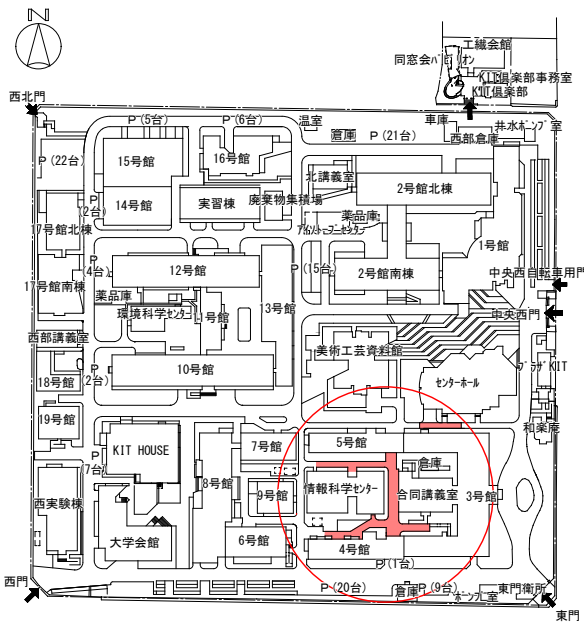 N
工繊会館
同窓会パビリオン
KIT倶楽部事務室
KIT倶楽部
西北門
P(5台)
P(6台)
温室
車庫
井水ポンプ室
倉庫
P(21台)
西部倉庫
P(22台)
15号館
16号館
北講義室
2号館北棟
P
(2台)
14号館
実習棟
廃棄物集積場
17号館北棟
薬品庫
アイソトープセンター
1号館
P
(4台)
12号館
P
(15台)
2号館南棟
17号館南棟
13号館
中央西自転車用門
薬品庫
環境科学センター
11号館
中央西門
西部講義室
美術工芸資料館
10号館
プラザKIT
18号館
P
(2台)
センターホール
19号館
和楽庵
7号館
5号館
KIT HOUSE
P
(7台)
8号館
倉庫
西実験棟
9号館
情報科学センター
合同講義室
3号館
大学会館
6号館
4号館
P(1台)
西門
P(20台)
倉庫
P(9台)
ポンプ室
東門衛所
東門